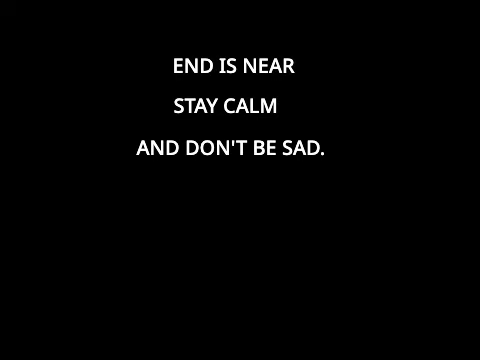 END IS NEAR
STAY CALM
AND DON'T BE SAD.